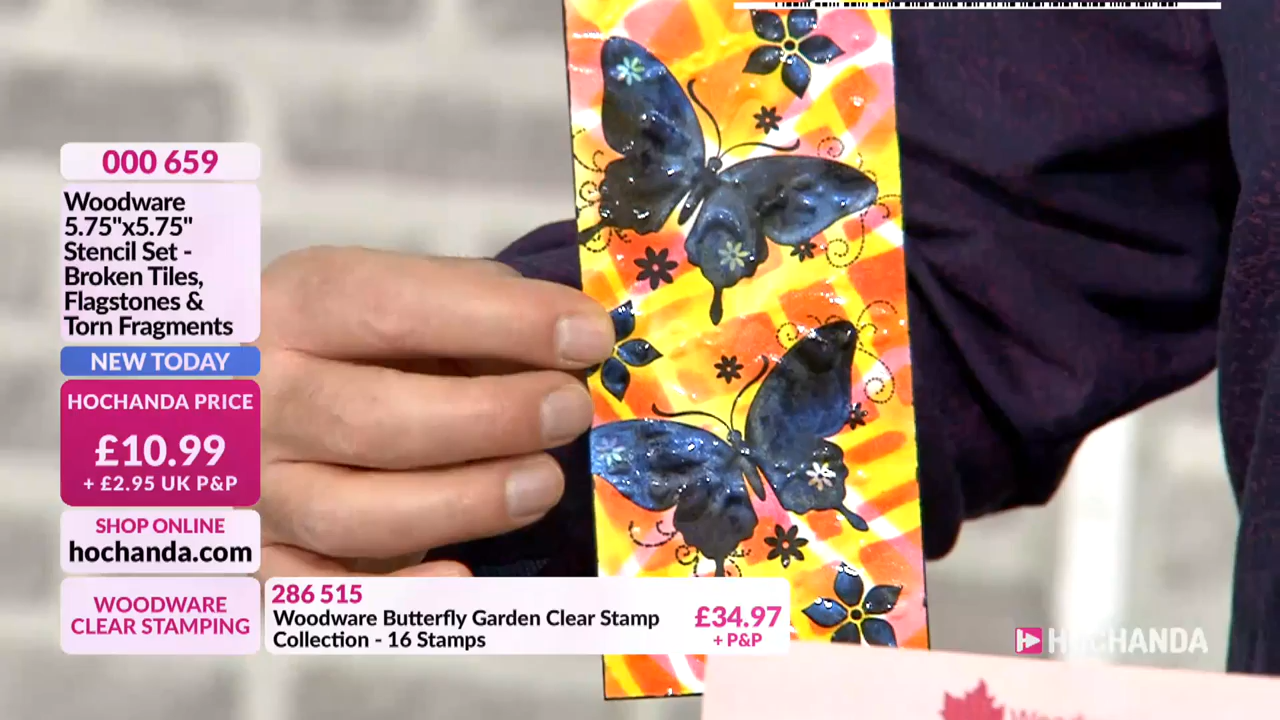 000 659
Woodware
5.75"x5.75"
Stencil Set -
Broken Tiles,
Flagstones &
Torn Fragments
NEW TODAY
HOCHANDA PRICE
£10.99
+ £2.95 UK P&P
SHOP ONLINE
hochanda.com
WOODWARE
CLEAR STAMPING
286 515
Woodware Butterfly Garden Clear Stamp
Collection - 16 Stamps
£34.97
+ P&P
HOCHANDA